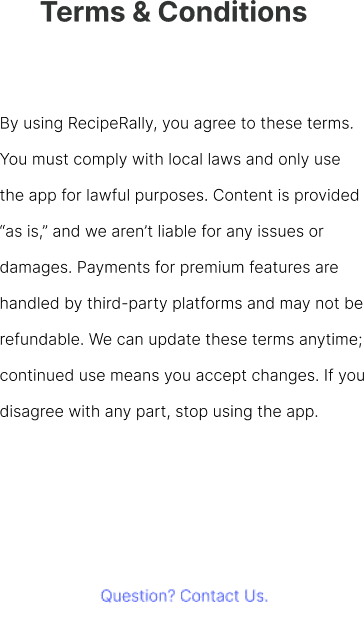 Terms & Conditions
By using RecipeRally, you agree to these terms.
You must comply with local laws and only use
the app for lawful purposes. Content is provided
“as is,” and we aren’t liable for any issues or
damages. Payments for premium features are
handled by third-party platforms and may not be
refundable. We can update these terms anytime;
continued use means you accept changes. If you
disagree with any part, stop using the app.
Question? Contact Us.